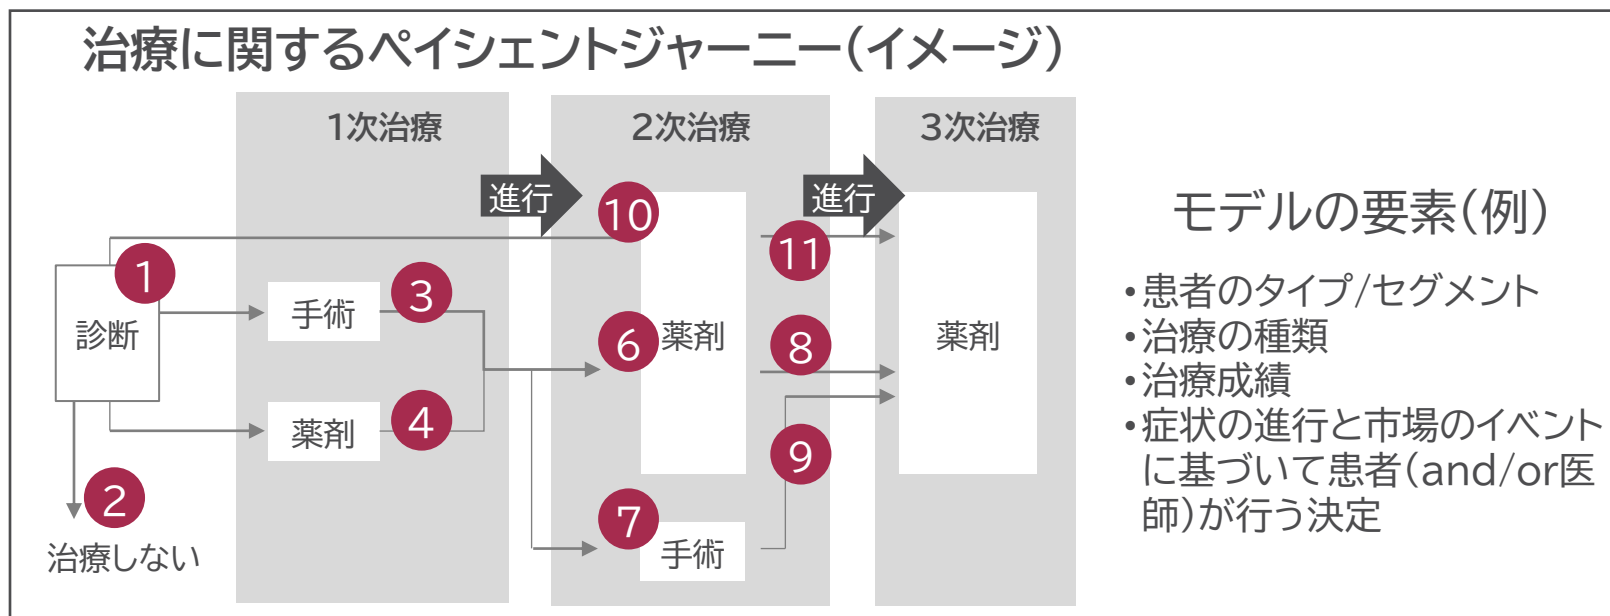 治療に関するペイシェントジャーニー(イメージ)
1次治療
2次治療
3次治療
進行
進行
10
11
1
診断
手術
3
6
薬剤
8
薬剤
薬剤
4
9
2
治療しない
7
手術
モデルの要素(例)
•患者のタイプ/セグメント
•治療の種類
•治療成績
•症状の進行と市場のイベント
に基づいて患者(and/or医
師)が行う決定